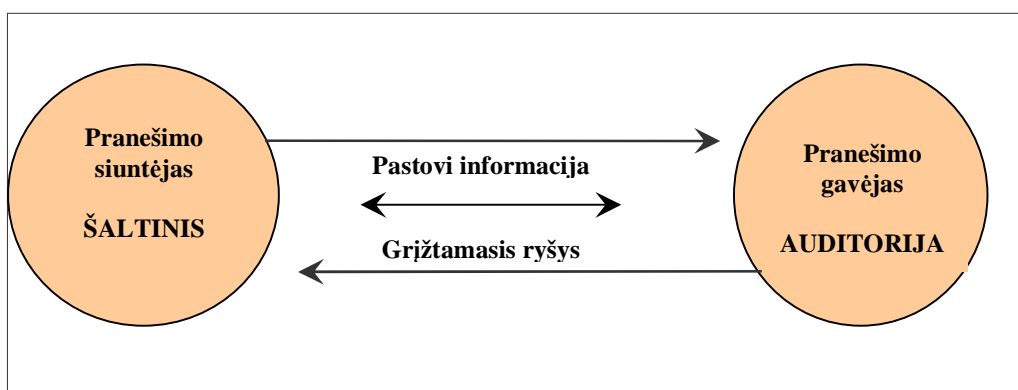 Pranešimo
siuntėjas
ŠALTINIS
Pastovi informacija
Grįžtamasis ryšys
Pranešimo
gavėjas
AUDITORIJA